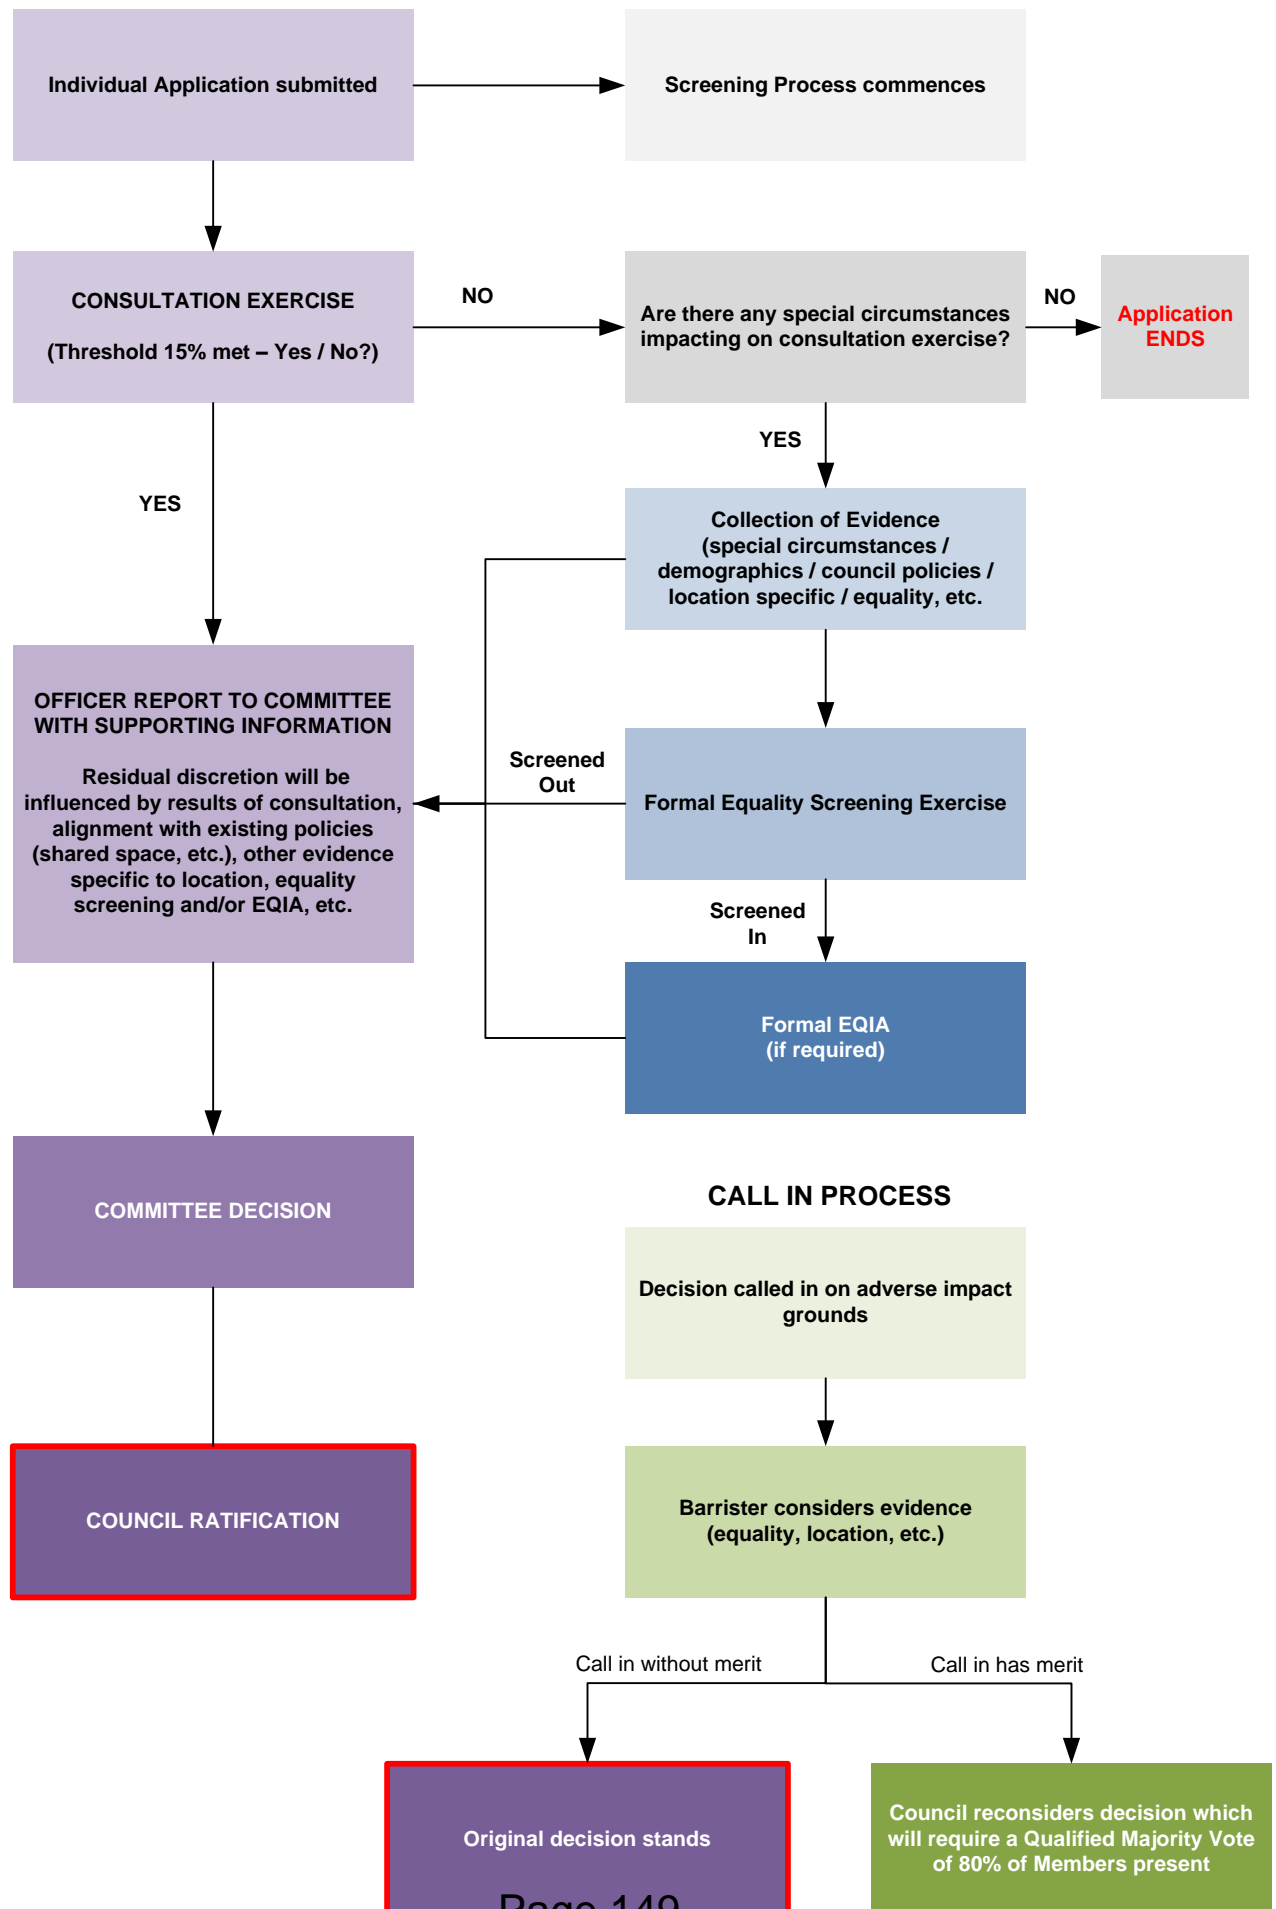 Individual Application submitted
Screening Process commences
CONSULTATION EXERCISE
(Threshold 15% met – Yes / No?)
NO
Are there any special circumstances
impacting on consultation exercise?
NO
Application
ENDS
YES
YES
Collection of Evidence
(special circumstances /
demographics / council policies /
location specific / equality, etc.
OFFICER REPORT TO COMMITTEE
WITH SUPPORTING INFORMATION
Residual discretion will be
influenced by results of consultation,
alignment with existing policies
(shared space, etc.), other evidence
specific to location, equality
screening and/or EQIA, etc.
Screened
Out
Formal Equality Screening Exercise
Screened
In
Formal EQIA
(if required)
COMMITTEE DECISION
COUNCIL RATIFICATION
CALL IN PROCESS
Decision called in on adverse impact
grounds
Barrister considers evidence
(equality, location, etc.)
Call in without merit
Call in has merit
Original decision stands
Council reconsiders decision which
will require a Qualified Majority Vote
of 80% of Members present
Page 149